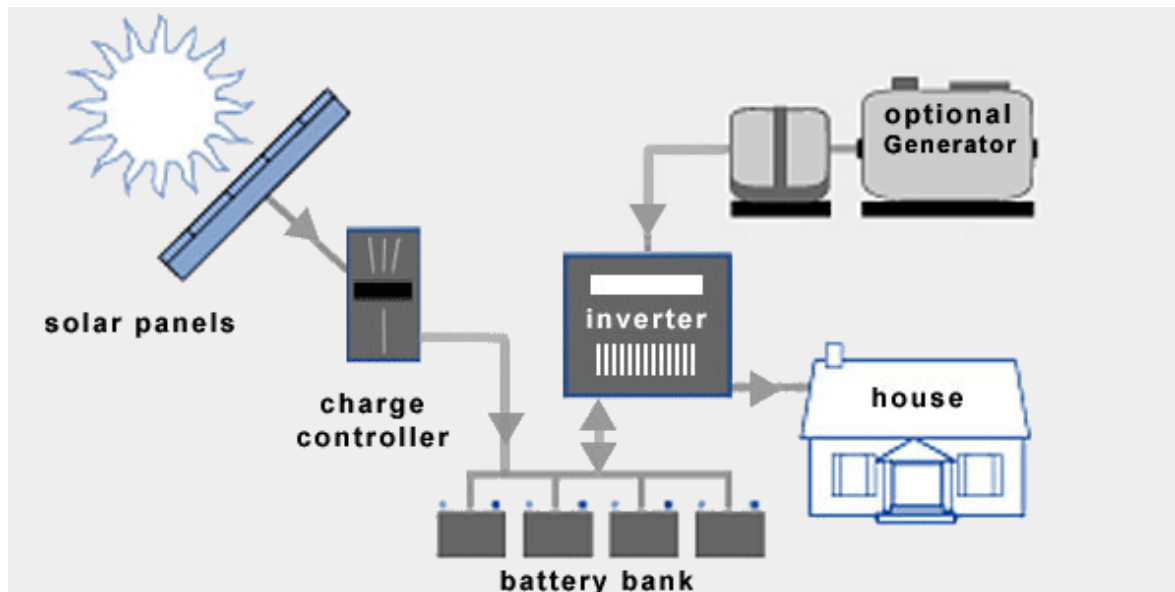 optional
Generator
inverter
solar panels
house
charge
controller
battery bank